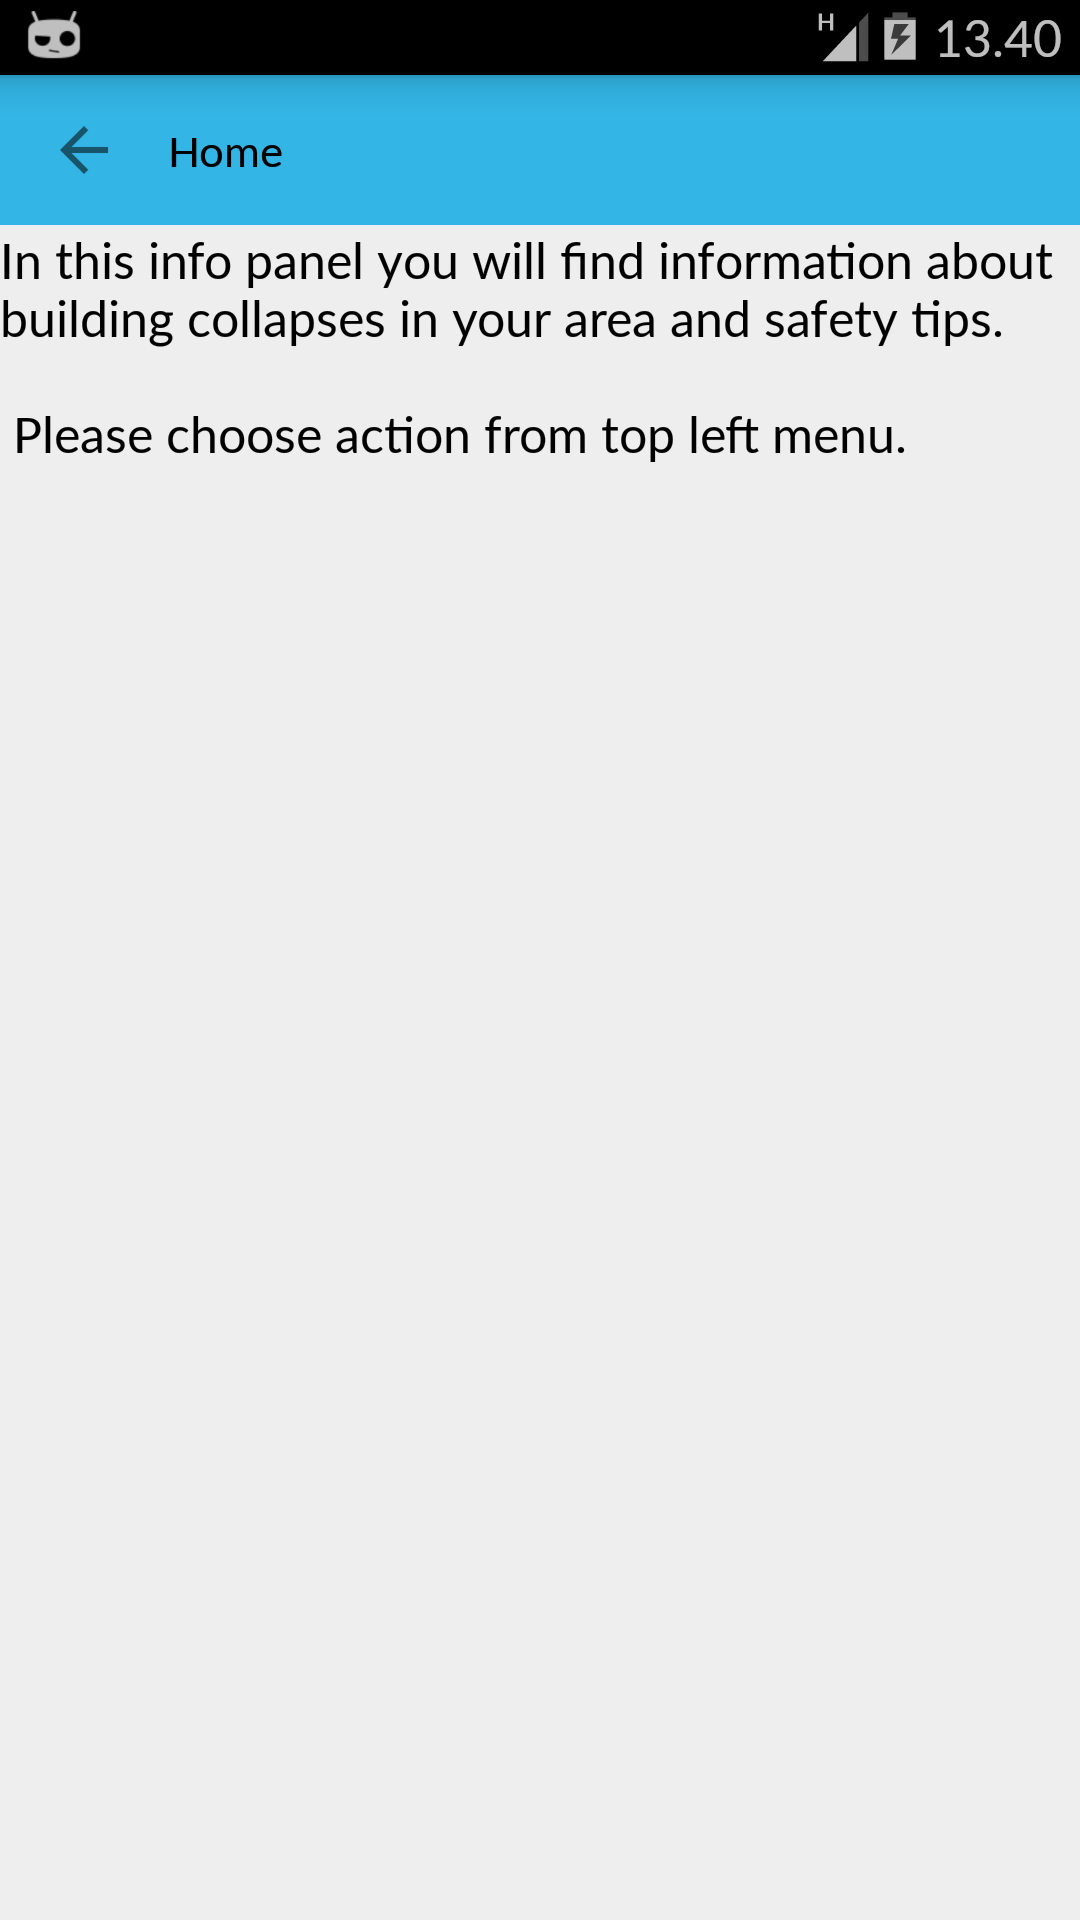 H 13.40
Home
In this info panel you will find information about
building collapses in your area and safety tips.
Please choose action from top left menu.